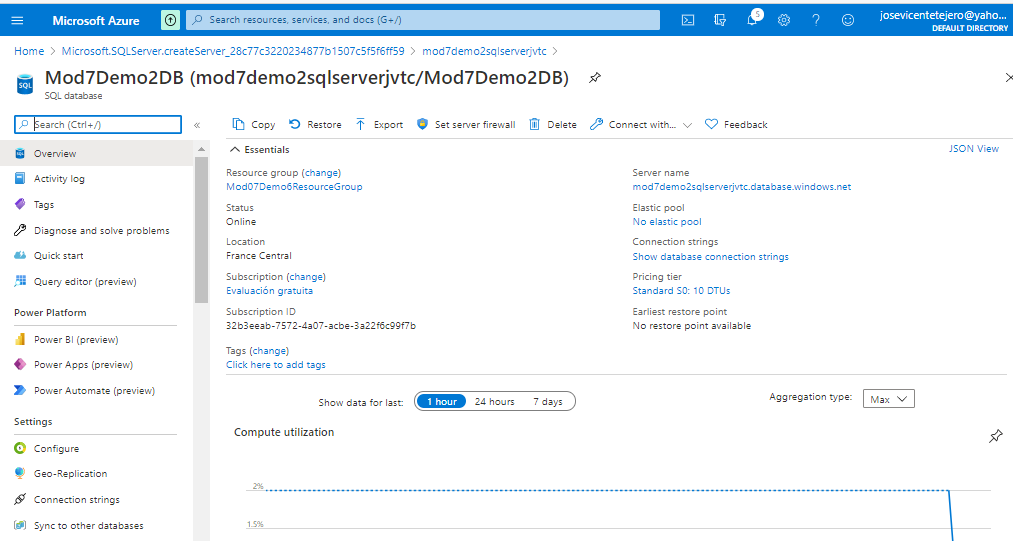 Microsoft Azure
Search resources, services, and docs (G+/)
5
josevicentetejero@yaho...
DEFAULT DIRECTORY
Home > Microsoft.SQLServer.createServer_28c77c3220234877b1507c5f5f6ff59 > mod7demo2sqlserverjvtc >
Mod7Demo2DB (mod7demo2sqlserverjvtc/Mod7Demo2DB)
SQL
SQL database
Search (Ctrl+/)
«
Overview
Activity log
Tags
Diagnose and solve problems
Quick start
Query editor (preview)
Power Platform
Power BI (preview)
Power Apps (preview)
Power Automate (preview)
Settings
Configure
Geo-Replication
Connection strings
Sync to other databases
Copy
Restore
Export
Set server firewall
Delete
Connect with...
Feedback
Essentials
JSON View
Resource group (change)
Mod07Demo6ResourceGroup
Status
Online
Location
France Central
Subscription (change)
Evaluación gratuita
Subscription ID
32b3eeab-7572-4a07-acbe-3a22f6c99f7b
Tags (change)
Click here to add tags
Server name
mod7demo2sqlserverjvtc.database.windows.net
Elastic pool
No elastic pool
Connection strings
Show database connection strings
Pricing tier
Standard S0: 10 DTUs
Earliest restore point
No restore point available
Show data for last:
1 hour
24 hours
7 days
Aggregation type:
Max
Compute utilization
2%
1.5%